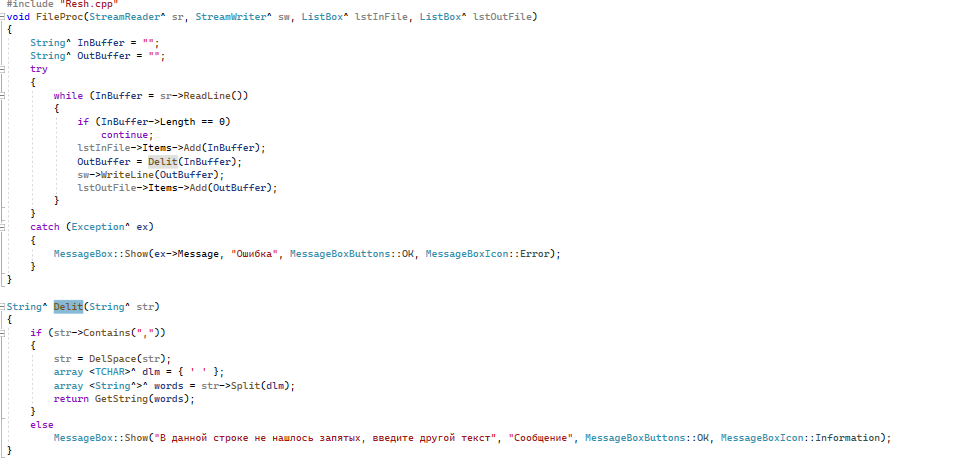 #include "Resh.cpp"
void FileProc(StreamReader^ sr, StreamWriter^ sw, ListBox^ lstInFile, ListBox^ lstOutFile)
{
    String^ InBuffer = "";
    String^ OutBuffer = "";
    try
    {
        while (InBuffer = sr->ReadLine())
        {
            if (InBuffer->Length == 0)
                continue;
            lstInFile->Items->Add(InBuffer);
            OutBuffer = Delit(InBuffer);
            sw->WriteLine(OutBuffer);
            lstOutFile->Items->Add(OutBuffer);
        }
    }
    catch (Exception^ ex)
    {
        MessageBox::Show(ex->Message, "Ошибка", MessageBoxButtons::OK, MessageBoxIcon::Error);
    }
}
String^ Delit(String^ str)
{
    if (str->Contains(","))
    {
        str = DelSpace(str);
        array <TCHAR>^ dlm = { ' ' };
        array <String^>^ words = str->Split(dlm);
        return GetString(words);
    }
    else
        MessageBox::Show("В данной строке не нашлось запятых, введите другой текст", "Сообщение", MessageBoxButtons::OK, MessageBoxIcon::Information);
}